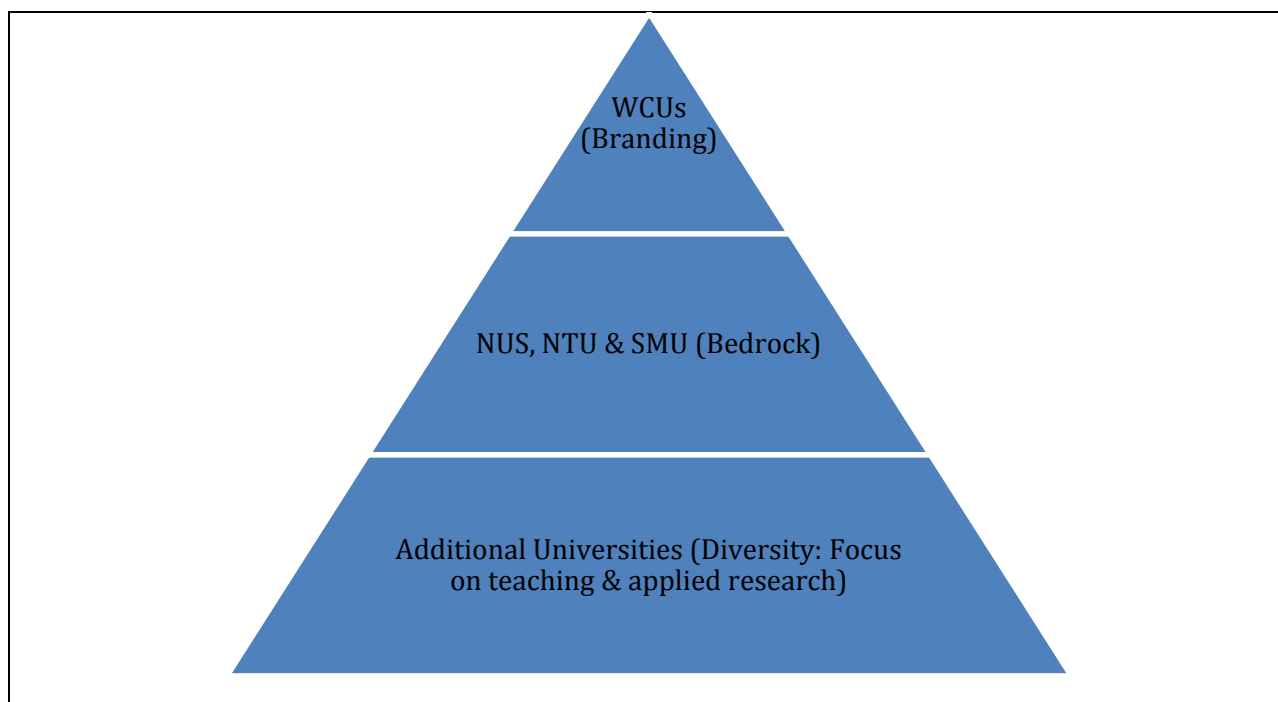 WCUs
(Branding)
NUS, NTU & SMU (Bedrock)
Additional Universities (Diversity: Focus
on teaching & applied research)